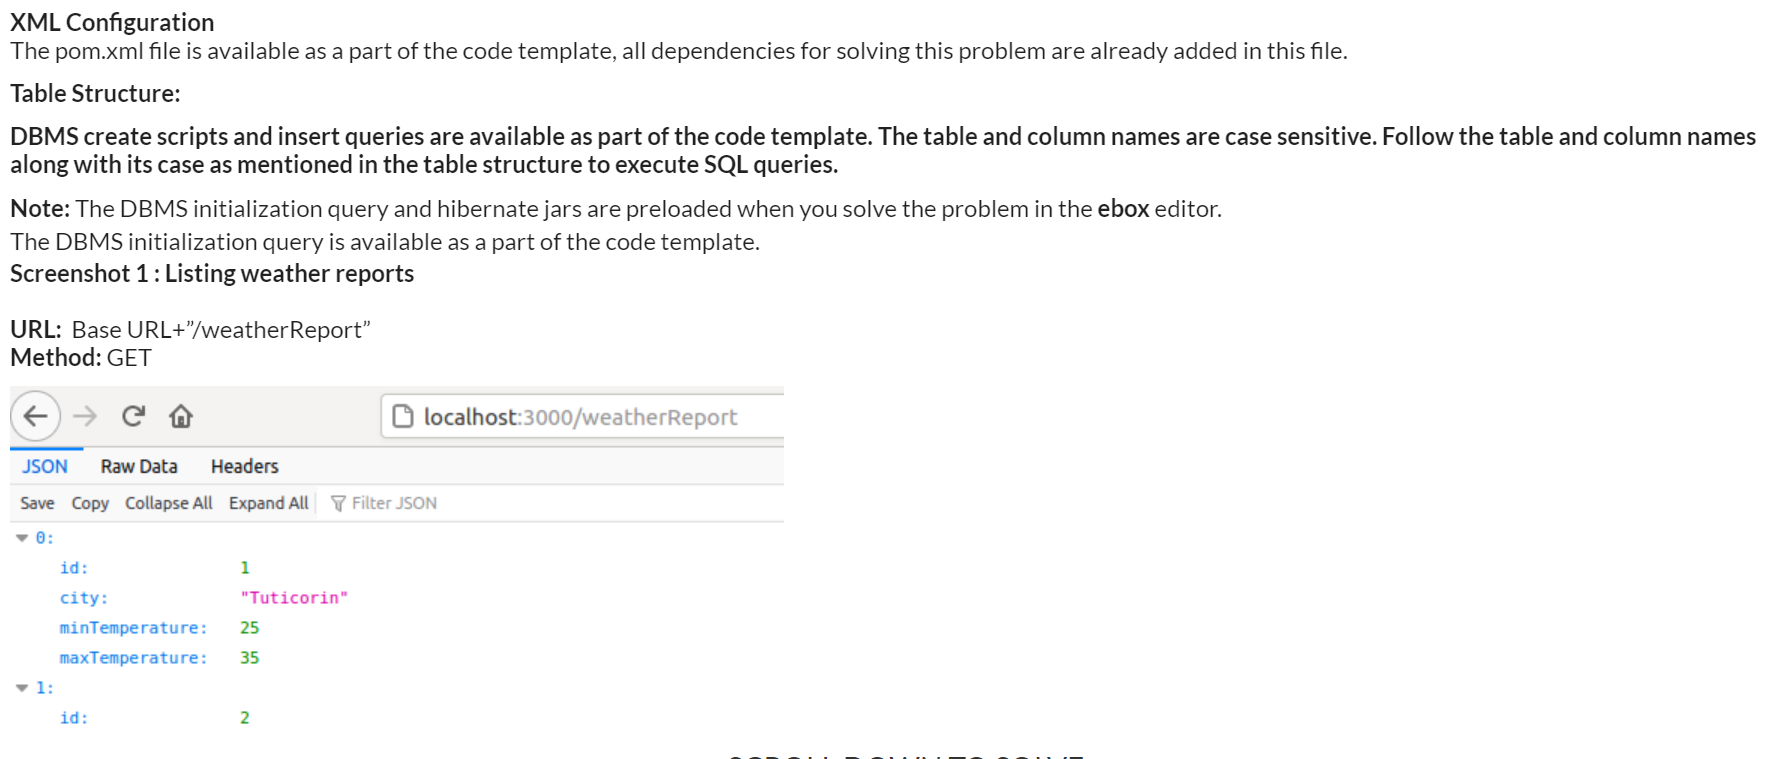 XML Configuration
The pom.xml file is available as a part of the code template, all dependencies for solving this problem are already added in this file.
Table Structure:
DBMS create scripts and insert queries are available as part of the code template. The table and column names are case sensitive. Follow the table and column names
along with its case as mentioned in the table structure to execute SQL queries.
Note: The DBMS initialization query and hibernate jars are preloaded when you solve the problem in the ebox editor.
The DBMS initialization query is available as a part of the code template.
Screenshot 1 : Listing weather reports
URL: Base URL+”/weatherReport”
Method: GET
localhost:3000/weatherReport
JSON Raw Data Headers
Save Copy Collapse All Expand All Filter JSON
0:
id: 1
city: "Tuticorin"
minTemperature: 25
maxTemperature: 35
1:
id: 2
SCROLL DOWN TO SOLVE